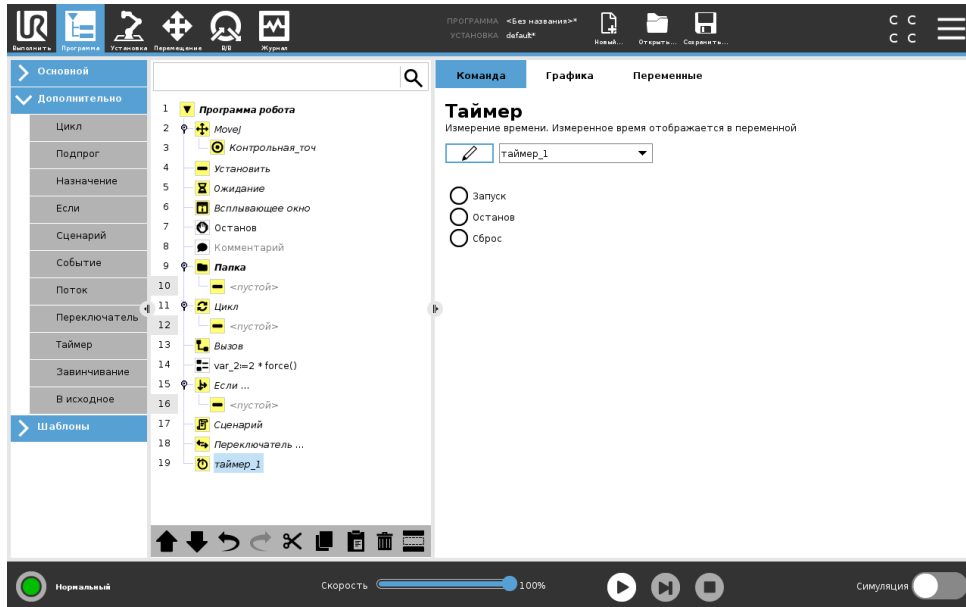 ПРОГРАММА <Без названия>*
УСТАНОВКА default*
C C
C C
Выполнить Программа Установка Перемещение В/В Журнал Новый... Открыть... Сохранить...
Основной
Дополнительно
Цикл
Подпрог
Назначение
Если
Сценарий
Событие
Поток
Переключатель
Таймер
Завинчивание
В исходное
Шаблоны
1 Программа робота
2 MoveJ
3 Контрольная_точ
4 Установить
5 Ожидание
6 Всплывающее окно
7 Останов
8 Комментарий
9 Папка
10 <пустой>
11 Цикл
12 <пустой>
13 Вызов
14 var_2≔2 * force()
15 Если ...
16 <пустой>
17 Сценарий
18 Переключатель ...
19 таймер_1
Команда Графика Переменные
Таймер
Измерение времени. Измеренное время отображается в переменной
таймер_1
Запуск
Останов
Сброс
Нормальный
Скорость 100%
Симуляция